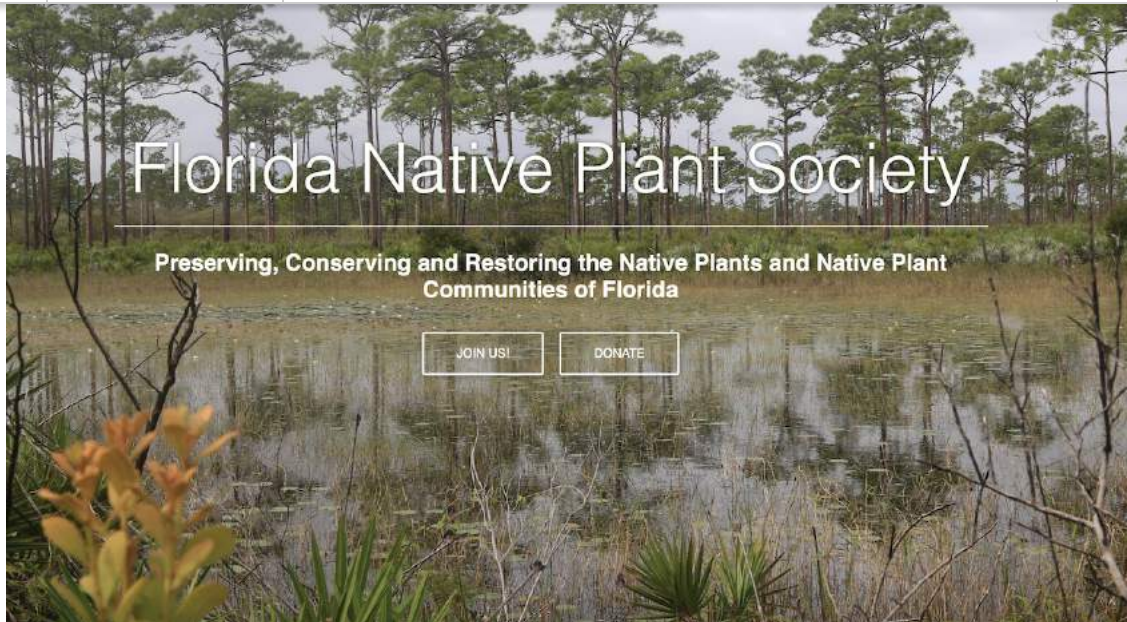 Florida Native Plant Society
Preserving, Conserving and Restoring the Native Plants and Native Plant
Communities of Florida
JOIN US!
DONATE